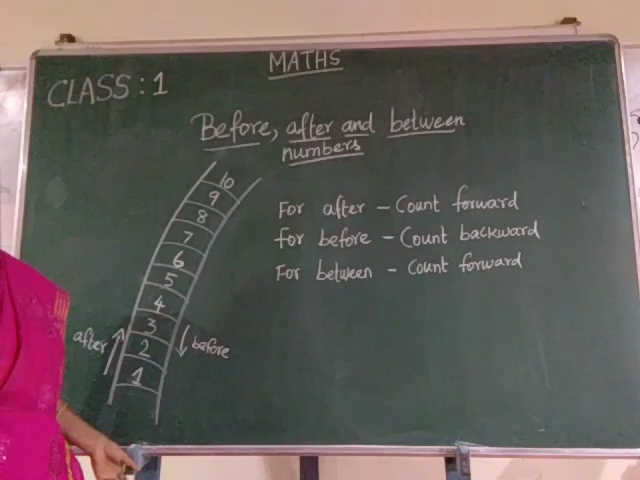 MATHS
CLASS : 1
Before, after and between
numbers
10
9
8
7
6
5
4
3
2
1
after
before
For after - Count forward
For before - Count backward
For between - Count forward